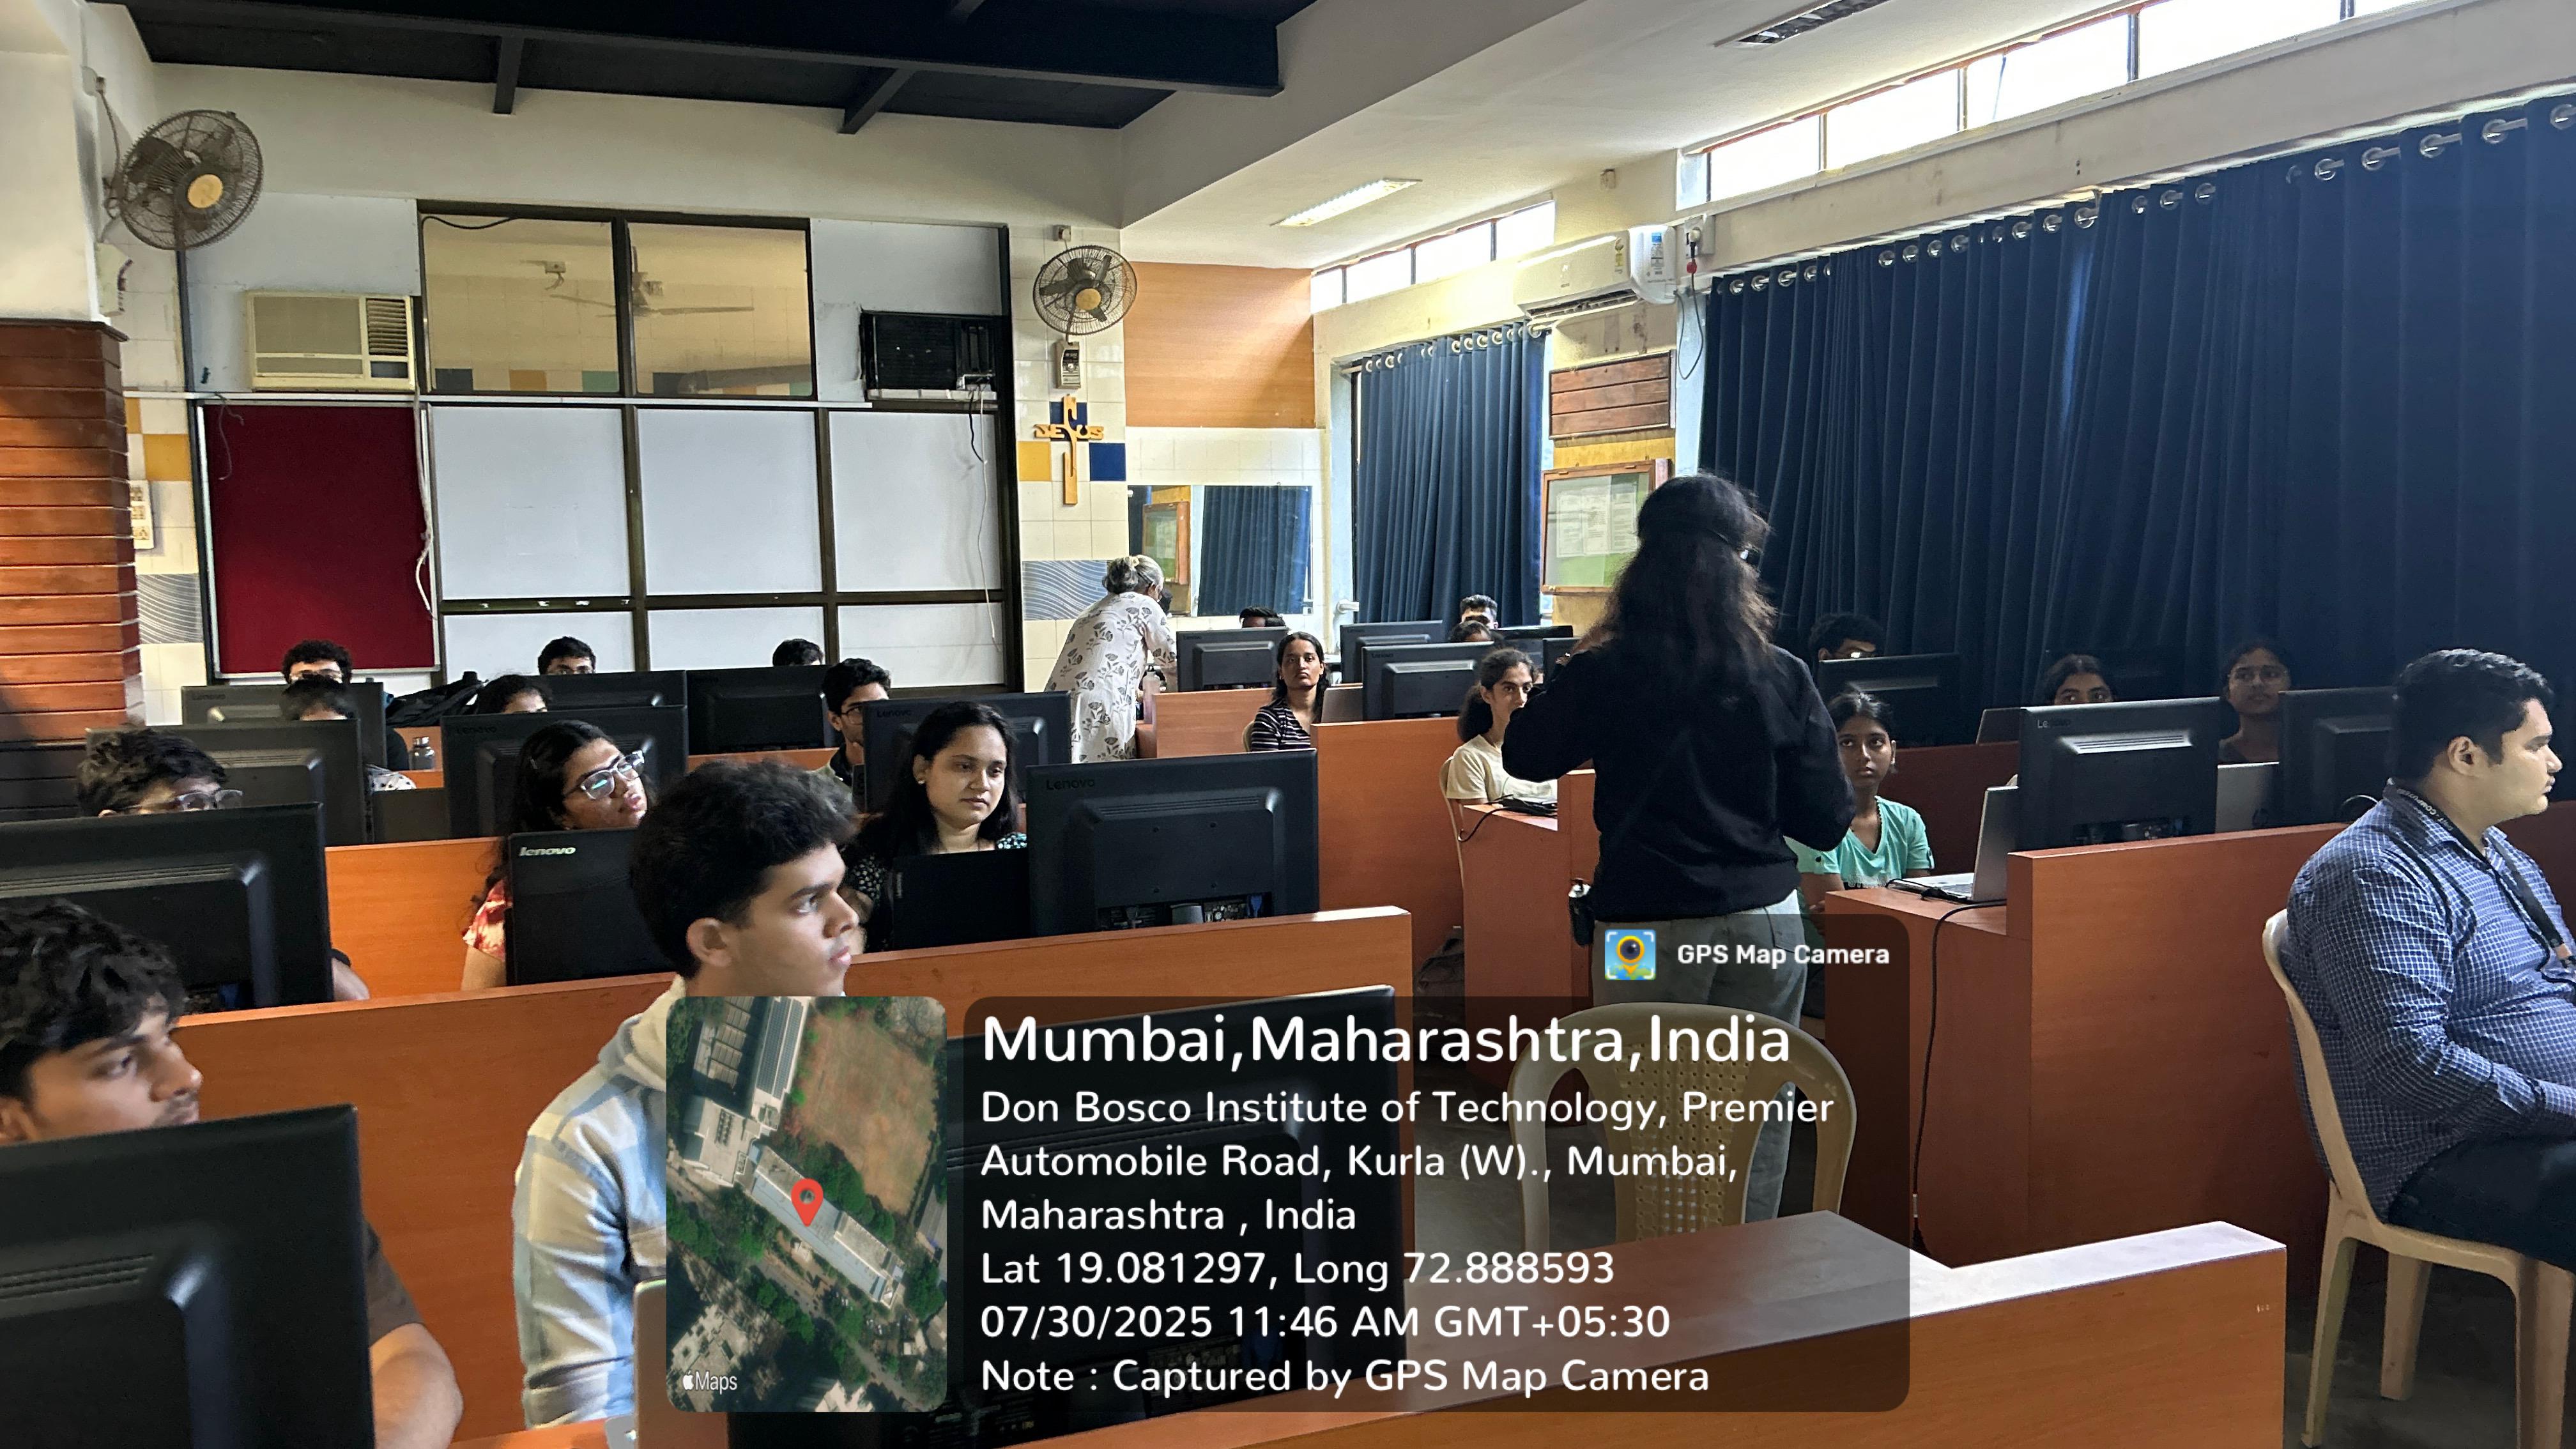 JESUS
Lenovo
Lenovo
Lenovo
lenovo
GPS Map Camera
Mumbai,Maharashtra,India
Don Bosco Institute of Technology, Premier
Automobile Road, Kurla (W)., Mumbai,
Maharashtra , India
Lat 19.081297, Long 72.888593
07/30/2025 11:46 AM GMT+05:30
Note : Captured by GPS Map Camera
Maps